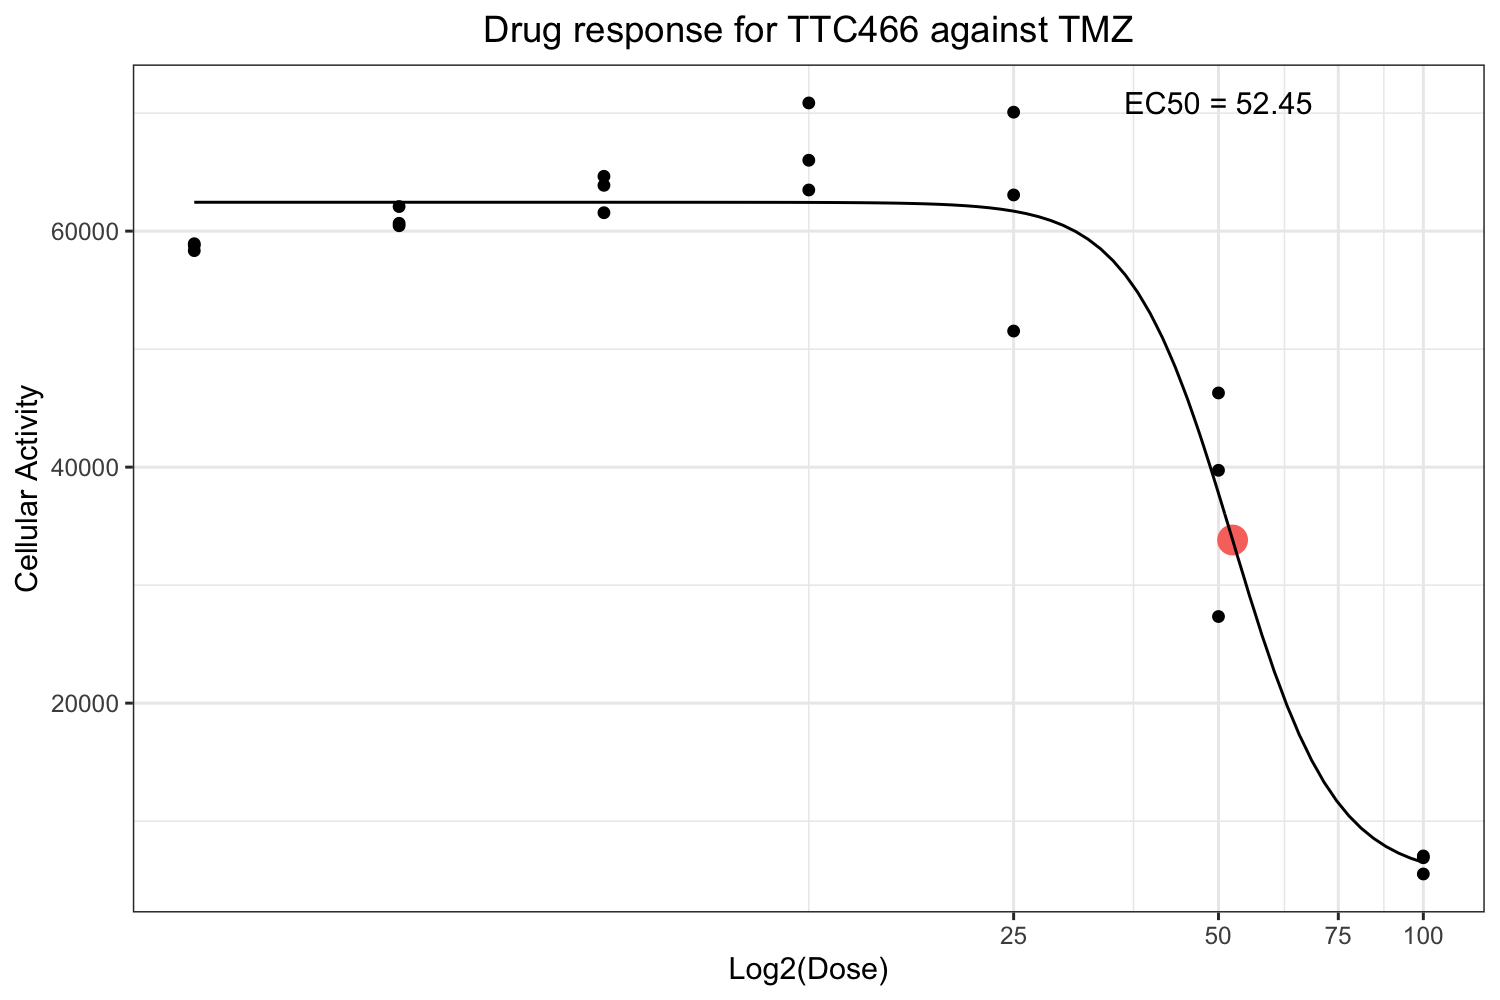 Drug response for TTC466 against TMZ
EC50 = 52.45
60000
40000
20000
Cellular Activity
25 50 75 100
Log2(Dose)